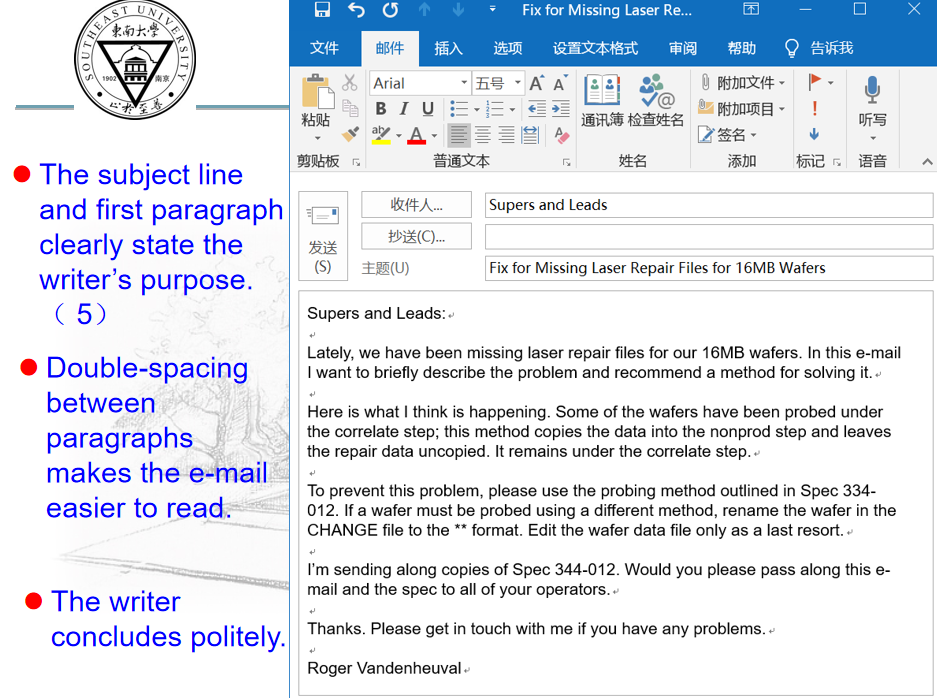 SOUTHEAST UNIVERSITY
東南大學
1902 南京
The subject line
and first paragraph
clearly state the
writer’s purpose.
（ 5）
Double-spacing
between
paragraphs
makes the e-mail
easier to read.
The writer
concludes politely.
Fix for Missing Laser Re...
文件 邮件 插入 选项 设置文本格式 审阅 帮助 告诉我
粘贴
剪贴板
Arial 五号 A A
B I U
ab A
普通文本
通讯簿 检查姓名
姓名
附加文件
附加项目
签名
添加
标记
听写
语音
发送
(S)
收件人... Supers and Leads
抄送(C)...
主题(U) Fix for Missing Laser Repair Files for 16MB Wafers
Supers and Leads:
Lately, we have been missing laser repair files for our 16MB wafers. In this e-mail
I want to briefly describe the problem and recommend a method for solving it.
Here is what I think is happening. Some of the wafers have been probed under
the correlate step; this method copies the data into the nonprod step and leaves
the repair data uncopied. It remains under the correlate step.
To prevent this problem, please use the probing method outlined in Spec 334-
012. If a wafer must be probed using a different method, rename the wafer in the
CHANGE file to the ** format. Edit the wafer data file only as a last resort.
I’m sending along copies of Spec 344-012. Would you please pass along this e-
mail and the spec to all of your operators.
Thanks. Please get in touch with me if you have any problems.
Roger Vandenheuval